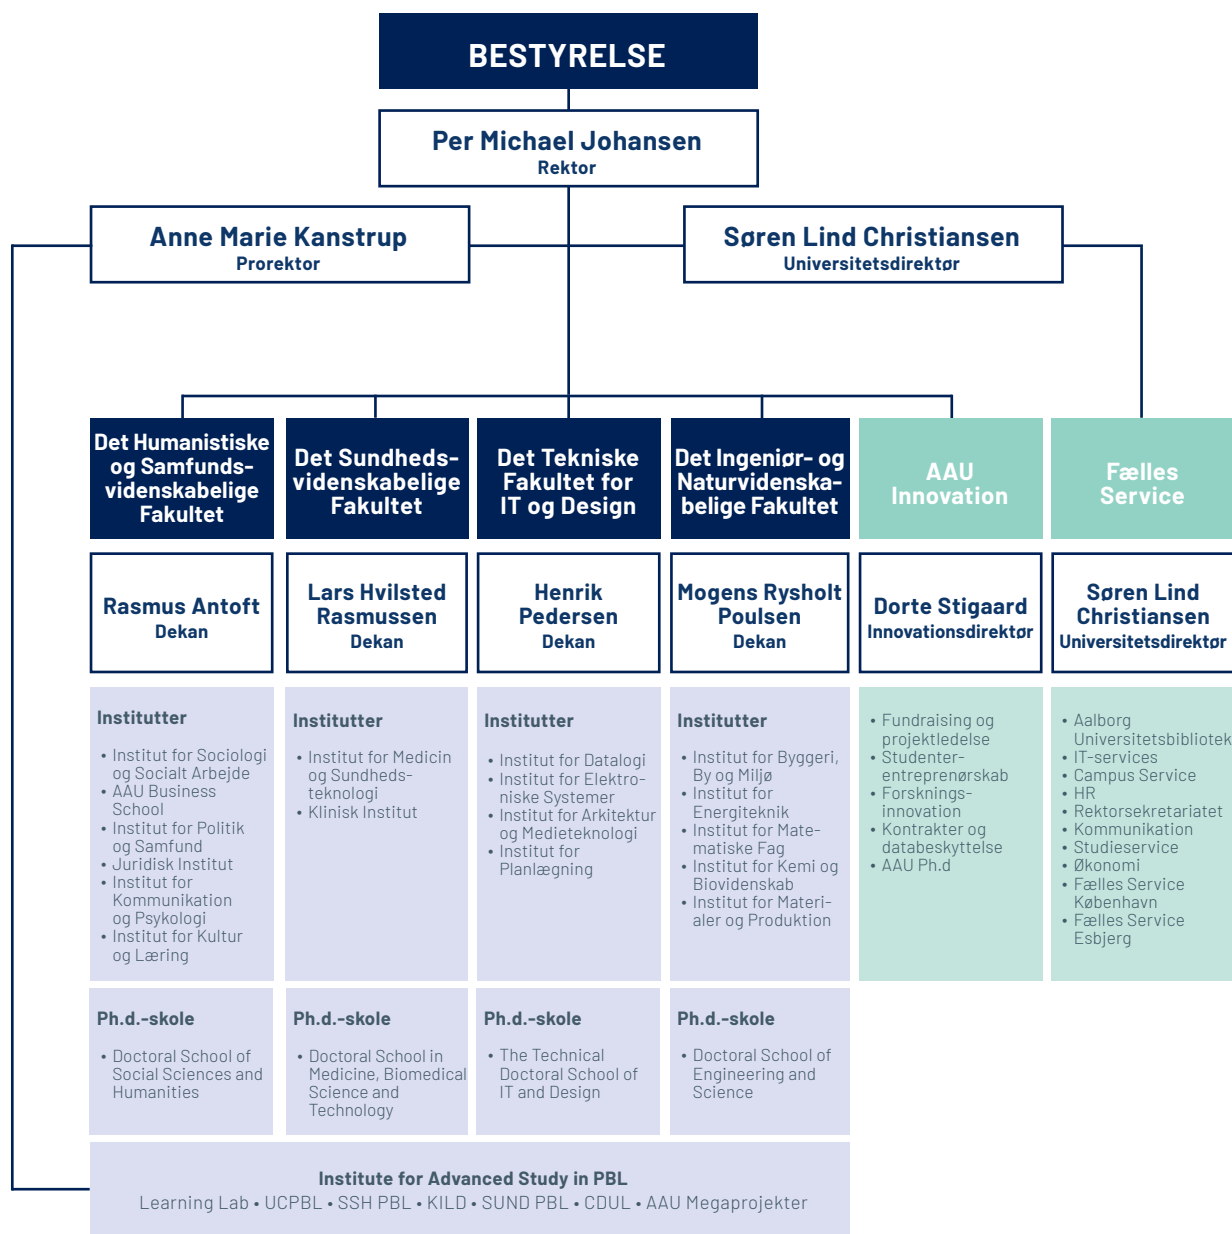 BESTYRELSE
Per Michael Johansen
Rektor
Anne Marie Kanstrup
Prorektor
Søren Lind Christiansen
Universitetsdirektør
Det Humanistiske
og Samfunds-
videnskabelige
Fakultet
Rasmus Antoft
Dekan
Institutter
• Institut for Sociologi
og Socialt Arbejde
• AAU Business
School
• Institut for Politik
og Samfund
• Juridisk Institut
• Institut for
Kommunikation
og Psykologi
• Institut for Kultur
og Læring
Ph.d.-skole
• Doctoral School of
Social Sciences and
Humanities
Det Sundheds-
videnskabelige
Fakultet
Lars Hvilsted
Rasmussen
Dekan
Institutter
• Institut for Medicin
og Sundheds-
teknologi
• Klinisk Institut
Ph.d.-skole
• Doctoral School in
Medicine, Biomedical
Science and
Technology
Det Tekniske
Fakultet for
IT og Design
Henrik
Pedersen
Dekan
Institutter
• Institut for Datalogi
• Institut for Elektro-
niske Systemer
• Institut for Arkitektur
og Medieteknologi
• Institut for
Planlægning
Ph.d.-skole
• The Technical
Doctoral School of
IT and Design
Det Ingeniør- og
Naturvidenska-
belige Fakultet
Mogens Rysholt
Poulsen
Dekan
Institutter
• Institut for Byggeri,
By og Miljø
• Institut for
Energiteknik
• Institut for Mate-
matiske Fag
• Institut for Kemi og
Biovidenskab
• Institut for Materi-
aler og Produktion
Ph.d.-skole
• Doctoral School of
Engineering and
Science
AAU
Innovation
Dorte Stigaard
Innovationsdirektør
• Fundraising og
projektledelse
• Studenter-
entreprenørskab
• Forsknings-
innovation
• Kontrakter og
databeskyttelse
• AAU Ph.d
Fælles
Service
Søren Lind
Christiansen
Universitetsdirektør
• Aalborg
Universitetsbibliotek
• IT-services
• Campus Service
• HR
• Rektorsekretariatet
• Kommunikation
• Studieservice
• Økonomi
• Fælles Service
København
• Fælles Service
Esbjerg
Institute for Advanced Study in PBL
Learning Lab • UCPBL • SSH PBL • KILD • SUND PBL • CDUL • AAU Megaprojekter